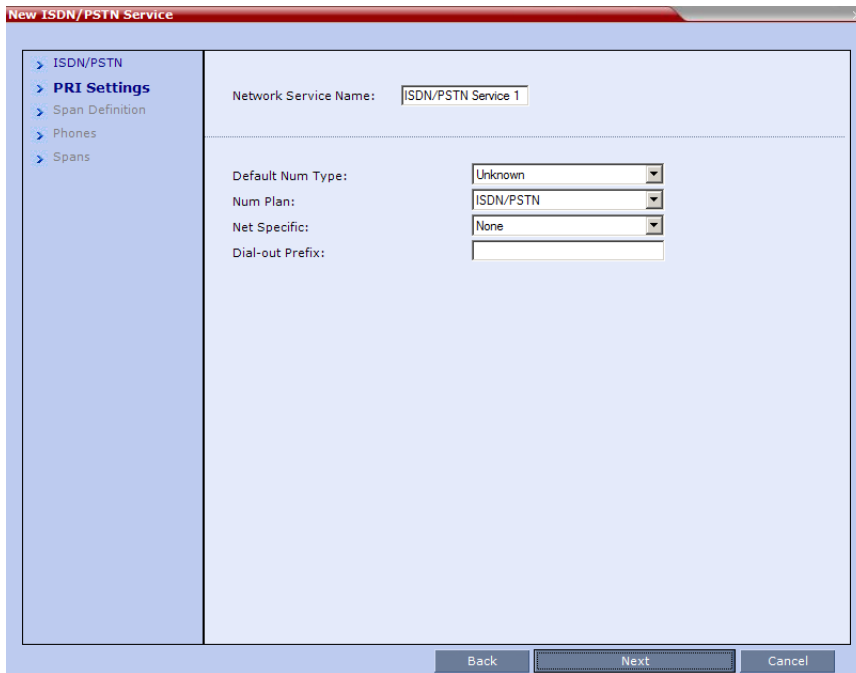 New ISDN/PSTN Service
ISDN/PSTN
PRI Settings
Span Definition
Phones
Spans
Network Service Name: ISDN/PSTN Service 1
Default Num Type: Unknown
Num Plan: ISDN/PSTN
Net Specific: None
Dial-out Prefix:
Back Next Cancel